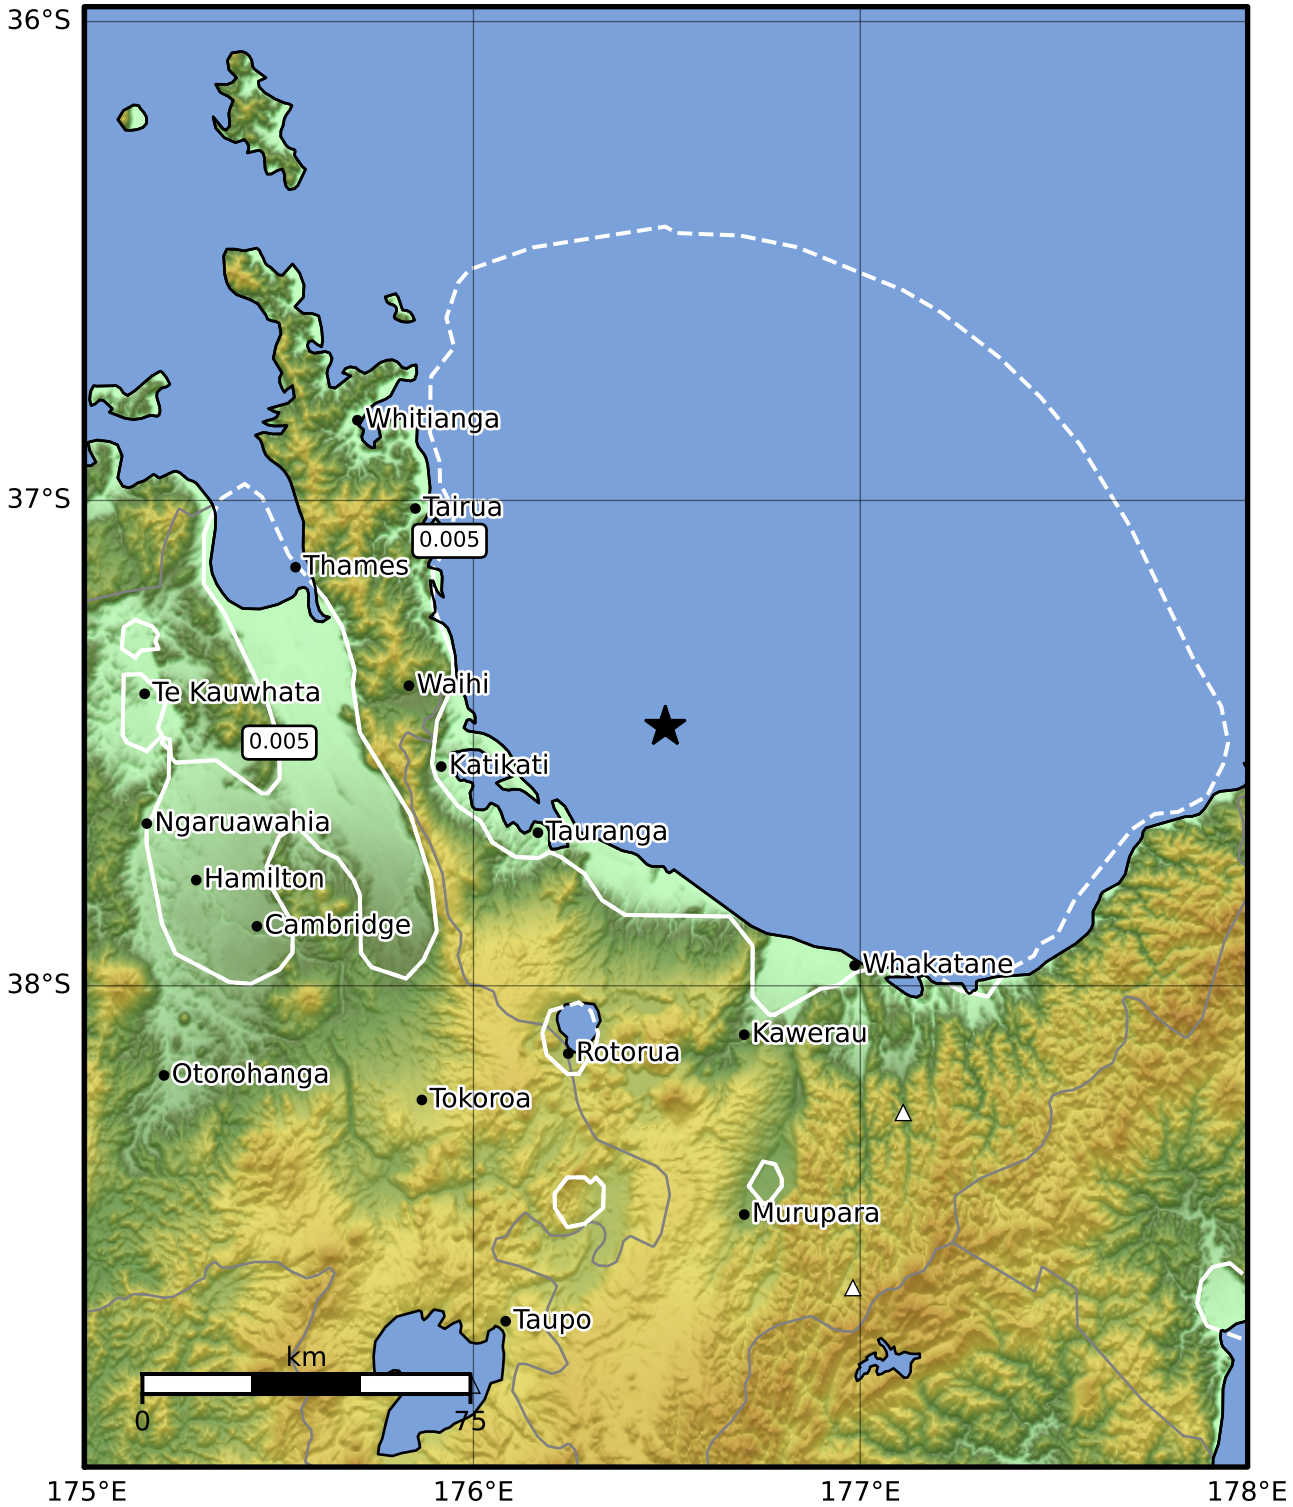 36°S
Whitianga
37°S
Tairua
0.005
Thames
Waihi
Te Kauwhata
0.005
Katikati
Ngaruawahia
Tauranga
Hamilton
Cambridge
Whakatane
38°S
Kawerau
Rotorua
Otorohanga
Tokoroa
Murupara
Taupo
km
0 75
175°E 176°E 177°E 178°E